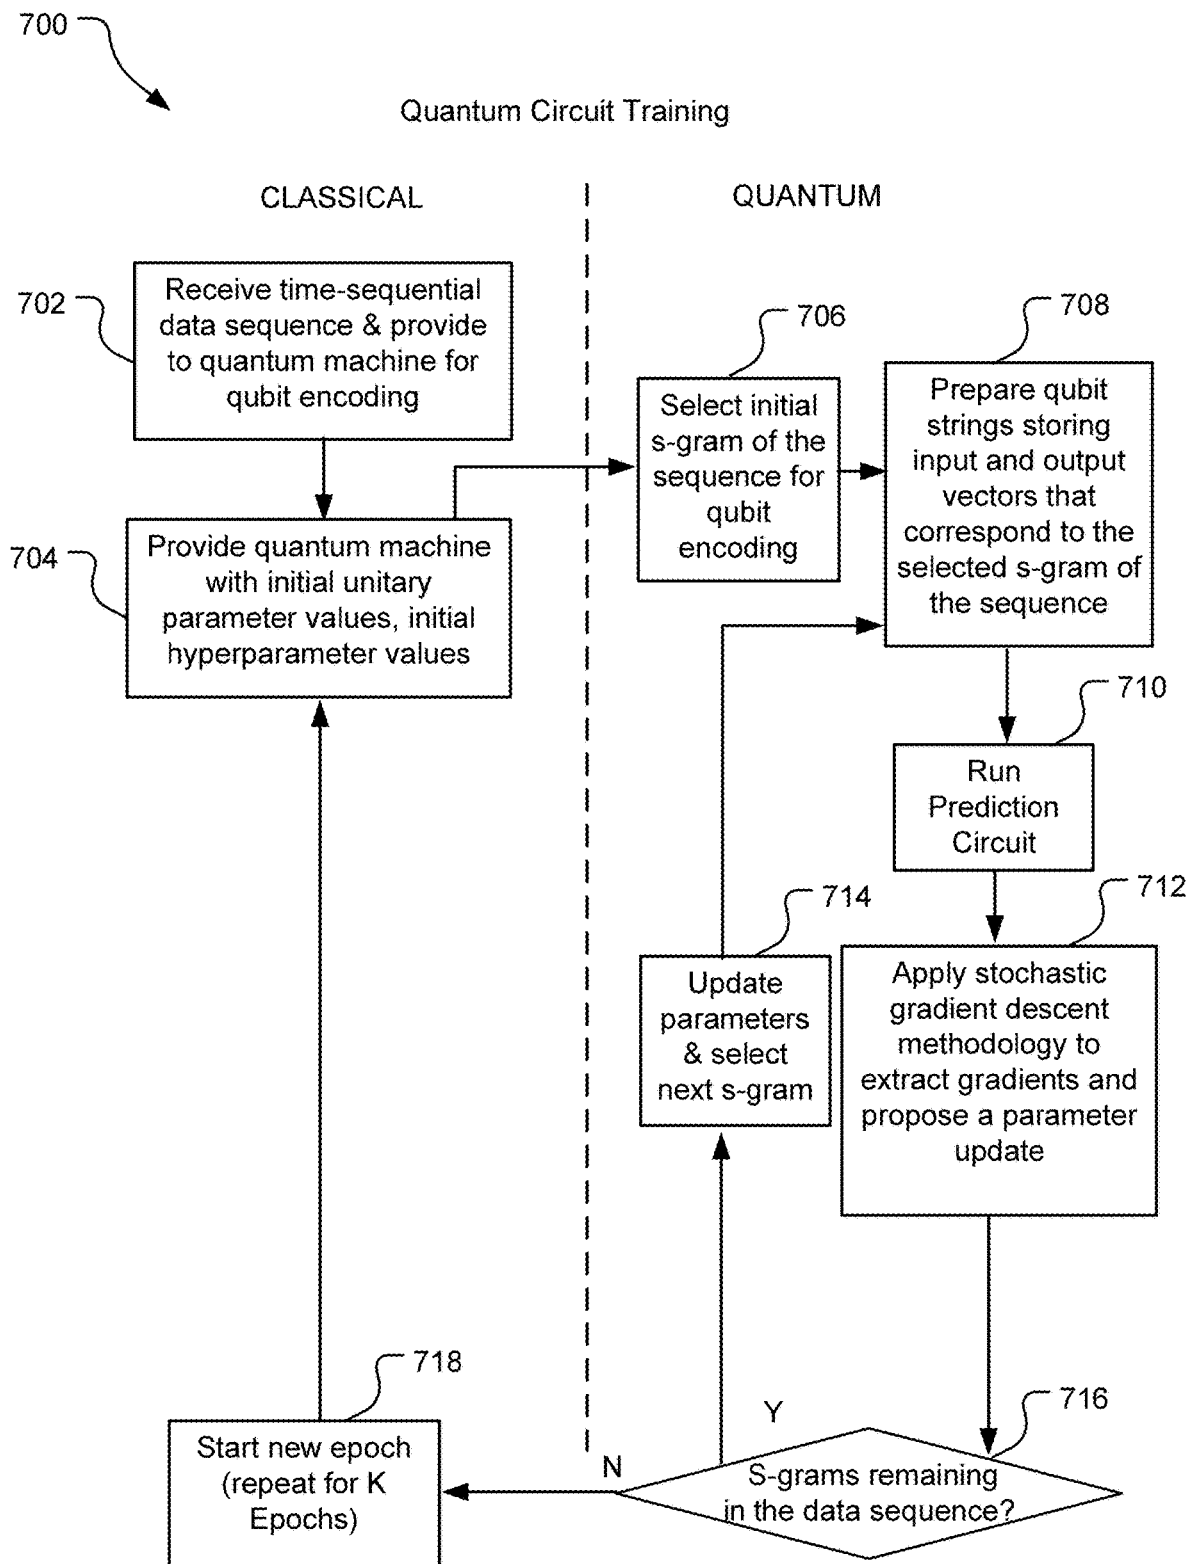 700
Quantum Circuit Training
CLASSICAL
QUANTUM
702
Receive time-sequential
data sequence & provide
to quantum machine for
qubit encoding
704
Provide quantum machine
with initial unitary
parameter values, initial
hyperparameter values
706
Select initial
s-gram of the
sequence for
qubit
encoding
708
Prepare qubit
strings storing
input and output
vectors that
correspond to the
selected s-gram of
the sequence
710
Run
Prediction
Circuit
712
Apply stochastic
gradient descent
methodology to
extract gradients and
propose a parameter
update
714
Update
parameters
& select
next s-gram
716
S-grams remaining
in the data sequence?
Y
N
718
Start new epoch
(repeat for K
Epochs)